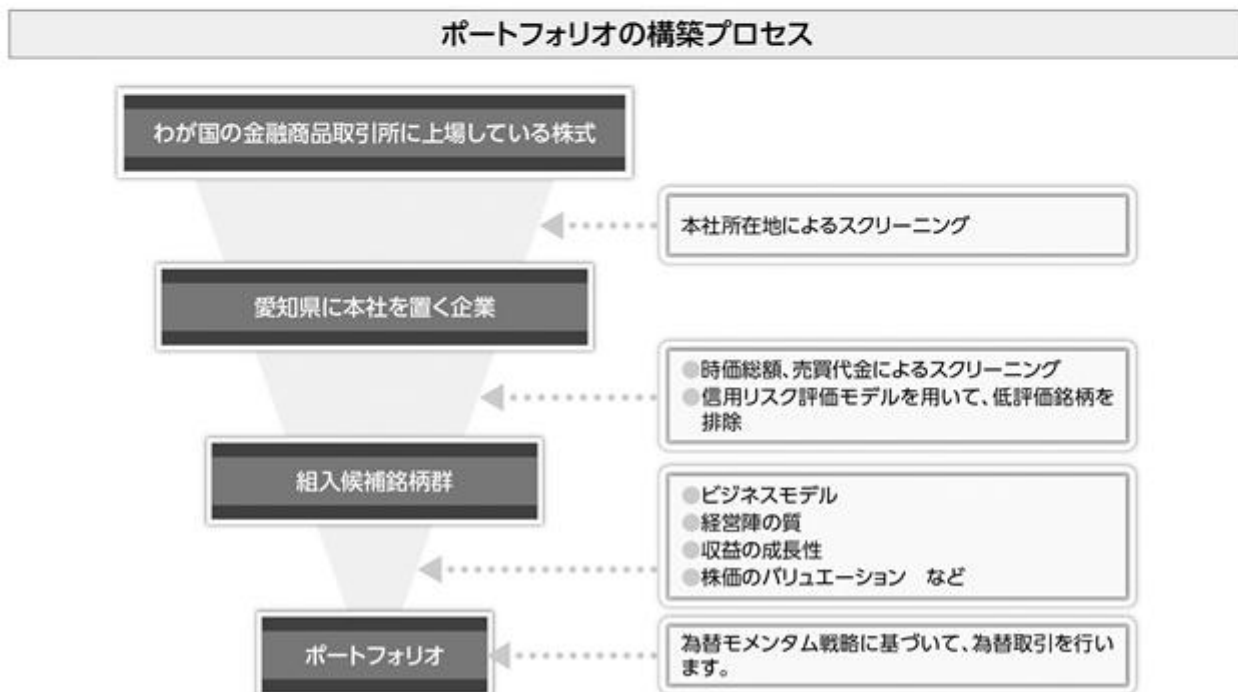 ポートフォリオの構築プロセス
わが国の金融商品取引所に上場している株式
本社所在地によるスクリーニング
愛知県に本社を置く企業
●時価総額、売買代金によるスクリーニング
●信用リスク評価モデルを用いて、低評価銘柄を
排除
組入候補銘柄群
●ビジネスモデル
●経営陣の質
●収益の成長性
●株価のバリュエーション　など
ポートフォリオ
為替モメンタム戦略に基づいて、為替取引を行い
ます。